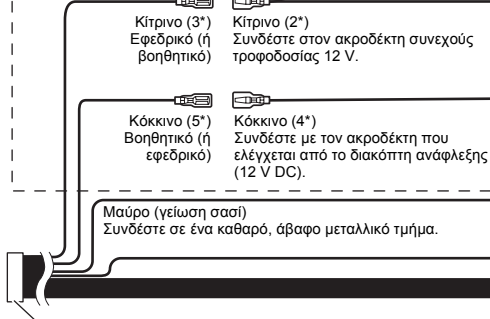 Κίτρινο (3*)
Εφεδρικό (ή
βοηθητικό)
Κίτρινο (2*)
Συνδέστε στον ακροδέκτη συνεχούς
τροφοδοσίας 12 V.
Κόκκινο (5*)
Βοηθητικό (ή
εφεδρικό)
Κόκκινο (4*)
Συνδέστε με τον ακροδέκτη που
ελέγχεται από το διακόπτη ανάφλεξης
(12 V DC).
Μαύρο (γείωση σασί)
Συνδέστε σε ένα καθαρό, άβαφο μεταλλικό τμήμα.